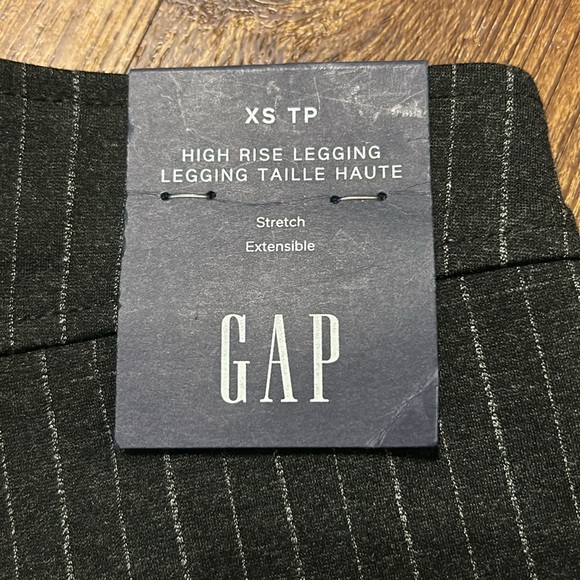 XS TP
HIGH RISE LEGGING
LEGGING TAILLE HAUTE
Stretch
Extensible
GAP